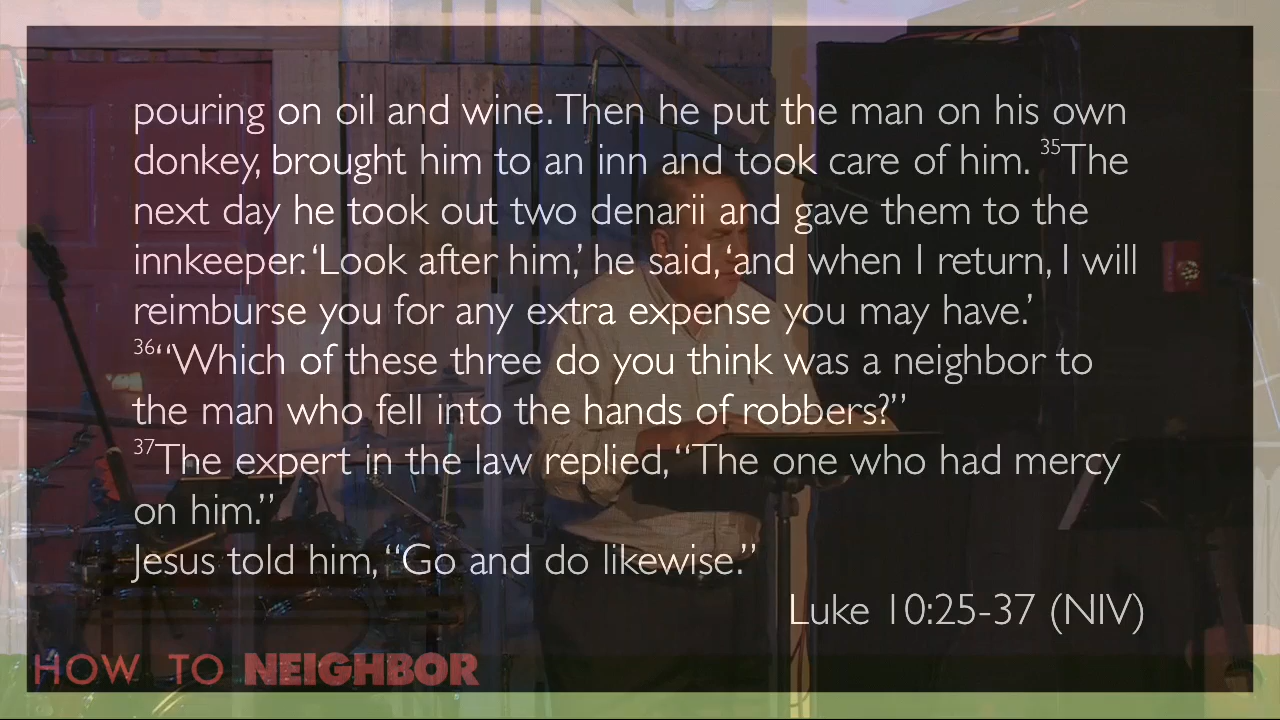 pouring on oil and wine. Then he put the man on his own
donkey, brought him to an inn and took care of him. 35The
next day he took out two denarii and gave them to the
innkeeper. ‘Look after him,’ he said, ‘and when I return, I will
reimburse you for any extra expense you may have.’
36“Which of these three do you think was a neighbor to
the man who fell into the hands of robbers?”
37The expert in the law replied, “The one who had mercy
on him.”
Jesus told him, “Go and do likewise.”
Luke 10:25-37 (NIV)
HOW TO NEIGHBOR